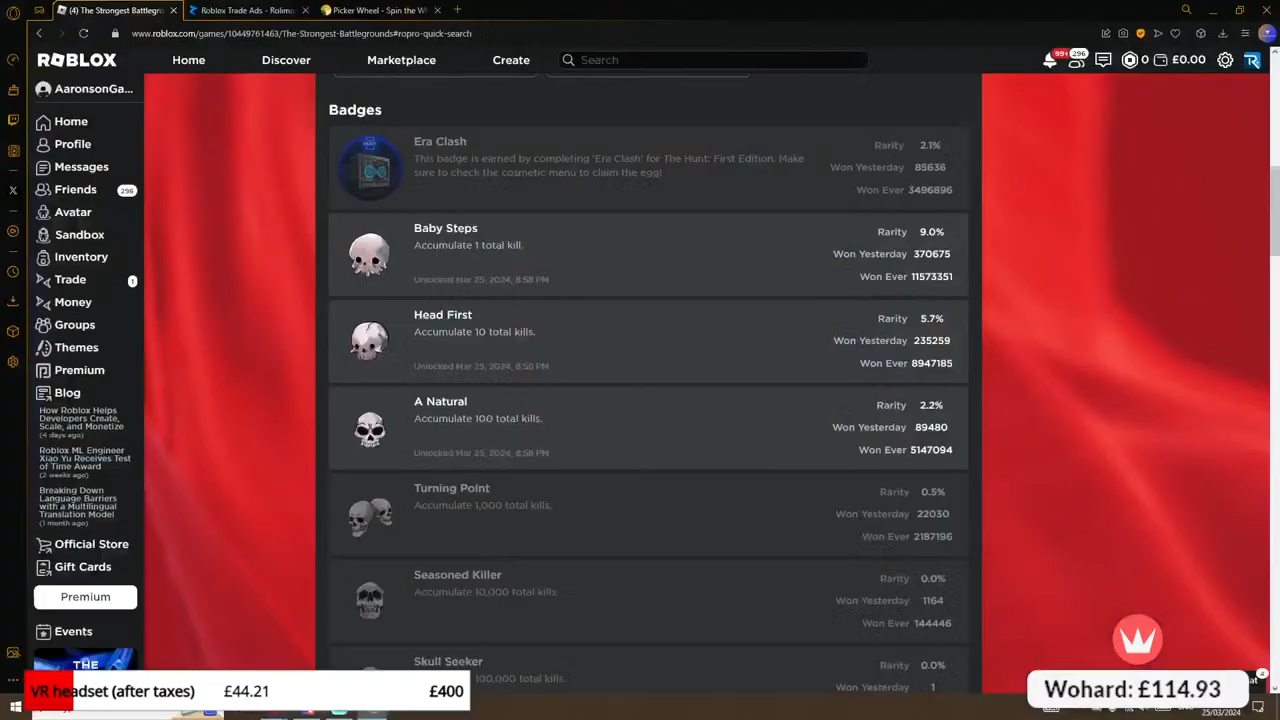 (4) The Strongest Battlegro
Roblox Trade Ads - Rolimo
Picker Wheel - Spin the W
www.roblox.com/games/10449761463/The-Strongest-Battlegrounds#ropro-quick-search
ROBLOX
Home
Discover
Marketplace
Create
Search
99+
296
0
£0.00
AaronsonGa...
Home
Profile
Messages
Friends
296
Avatar
Sandbox
Inventory
Trade
1
Money
Groups
Themes
Premium
Blog
How Roblox Helps
Developers Create,
Scale, and Monetize
(4 days ago)
Roblox ML Engineer
Xiao Yu Receives Test
of Time Award
(2 weeks ago)
Breaking Down
Language Barriers
with a Multilingual
Translation Model
(1 month ago)
Official Store
Gift Cards
Premium
Events
THE
Badges
Era Clash
This badge is earned by completing 'Era Clash' for The Hunt: First Edition. Make
sure to check the cosmetic menu to claim the egg!
Rarity 2.1%
Won Yesterday 85636
Won Ever 3496896
Baby Steps
Accumulate 1 total kill.
Unlocked Mar 25, 2024, 8:58 PM
Rarity 9.0%
Won Yesterday 370675
Won Ever 11573351
Head First
Accumulate 10 total kills.
Unlocked Mar 25, 2024, 8:58 PM
Rarity 5.7%
Won Yesterday 235259
Won Ever 8947185
A Natural
Accumulate 100 total kills.
Unlocked Mar 25, 2024, 8:58 PM
Rarity 2.2%
Won Yesterday 89480
Won Ever 5147094
Turning Point
Accumulate 1,000 total kills.
Rarity 0.5%
Won Yesterday 22030
Won Ever 2187196
Seasoned Killer
Accumulate 10,000 total kills.
Rarity 0.0%
Won Yesterday 1164
Won Ever 144446
Skull Seeker
100,000 total kills.
Rarity 0.0%
Won Yesterday 1
VR headset (after taxes) £44.21 £400
Wohard: £114.93
25/03/2024